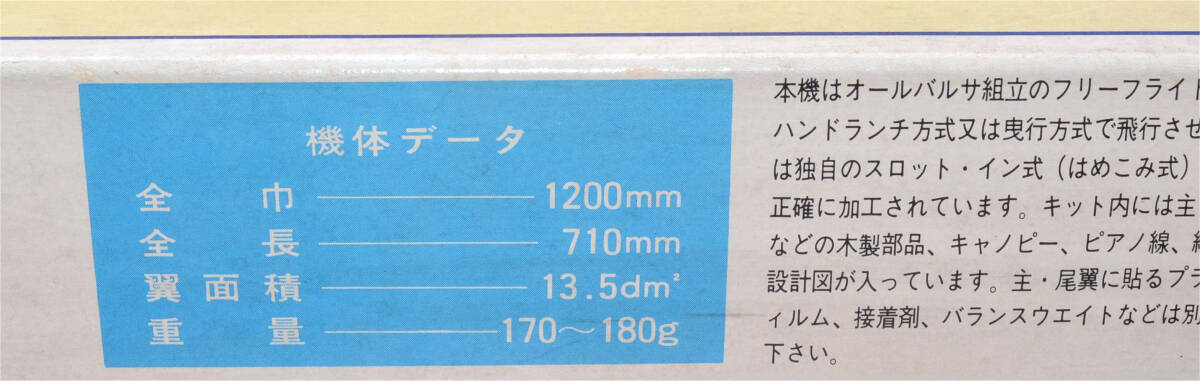 機体データ
全巾 1200mm
全長 710mm
翼面積 13.5dm²
重量 170〜180g
本機はオールバルサ組立のフリーフライト
ハンドランチ方式又は曳行方式で飛行させ
は独自のスロット・イン式(はめこみ式)
正確に加工されています。キット内には主
などの木製部品、キャノピー、ピアノ線、
設計図が入っています。主・尾翼に貼るプラ
ィルム、接着剤、バランスウエイトなどは別
下さい。